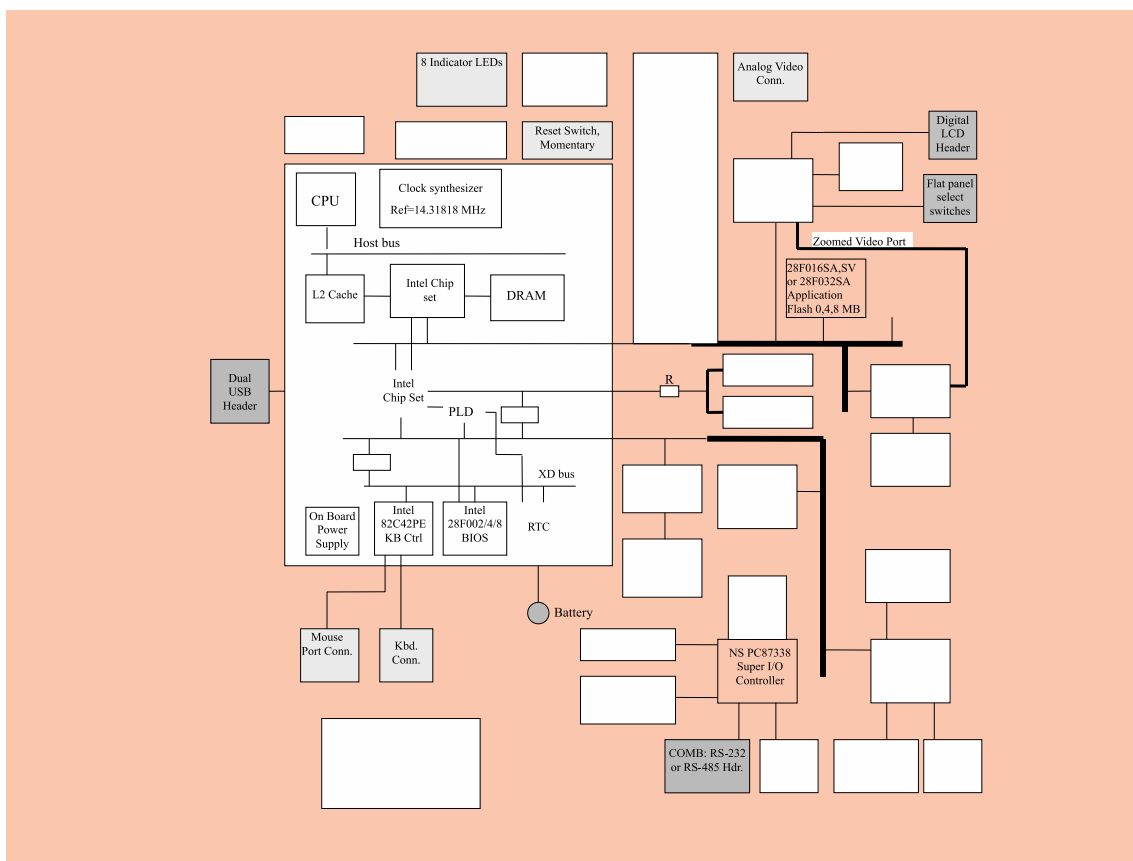 8 Indicator LEDs
Analog Video
Conn.
Reset Switch,
Momentary
Digital
LCD
Header
Flat panel
select
switches
CPU
Clock synthesizer
Ref=14.31818 MHz
Host bus
Zoomed Video Port
L2 Cache
Intel Chip
set
DRAM
28F016SA,SV
or 28F032SA
Application
Flash 0,4,8 MB
Dual
USB
Header
Intel
Chip Set
PLD
R
XD bus
On Board
Power
Supply
Intel
82C42PE
KB Ctrl
Intel
28F002/4/8
BIOS
RTC
Battery
Mouse
Port Conn.
Kbd.
Conn.
NS PC87338
Super I/O
Controller
COMB: RS-232
or RS-485 Hdr.